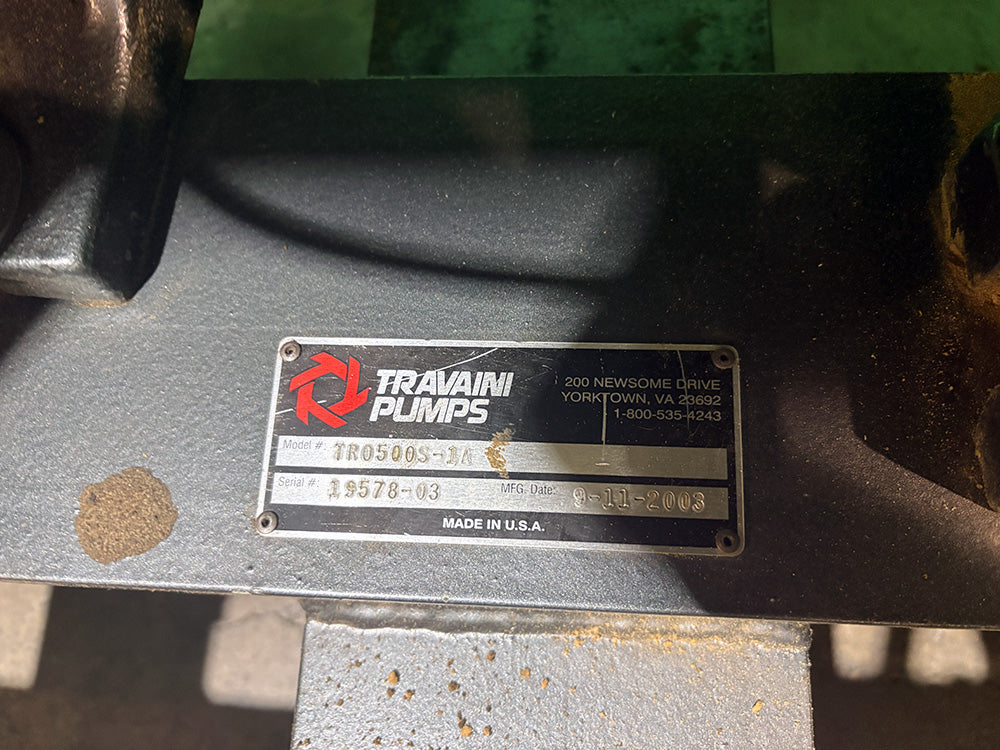 TRAVAINI
PUMPS
200 NEWSOME DRIVE
YORKTOWN, VA 23692
1-800-535-4243
Model #: TRO500S-1A
Serial #: 19578-03 MFG. Date: 9-11-2003
MADE IN U.S.A.